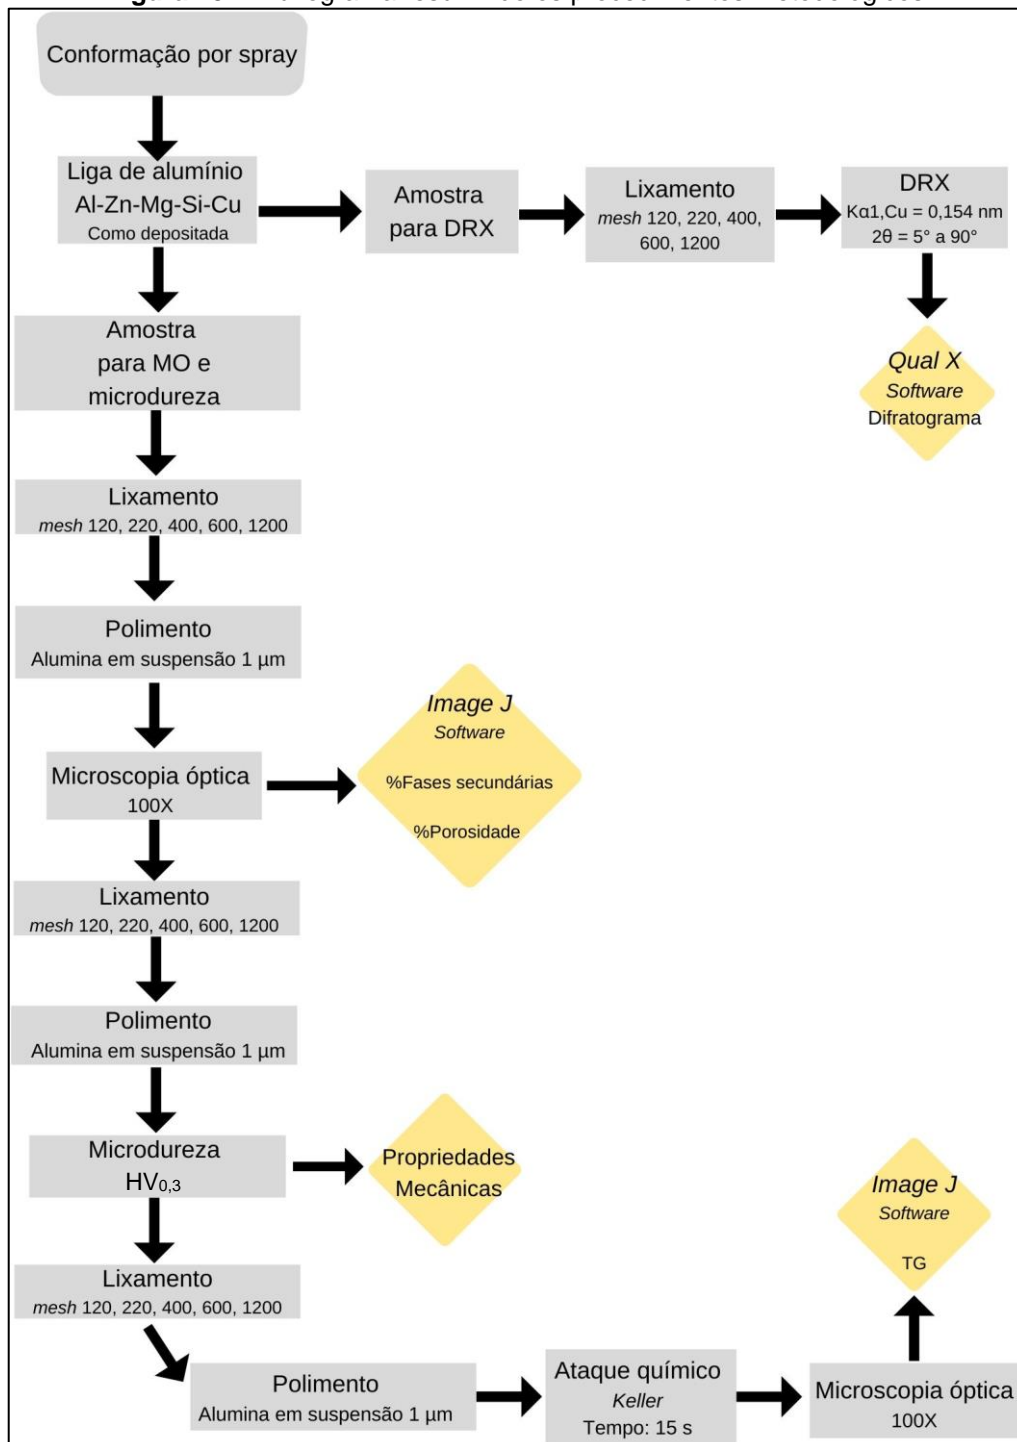 Conformação por spray
Liga de alumínio
Al-Zn-Mg-Si-Cu
Como depositada
Amostra
para DRX
Lixamento
mesh 120, 220, 400,
600, 1200
DRX
Kα1,Cu = 0,154 nm
2θ = 5° a 90°
Qual X
Software
Difratograma
Amostra
para MO e
microdureza
Lixamento
mesh 120, 220, 400, 600, 1200
Polimento
Alumina em suspensão 1 µm
Microscopia óptica
100X
Image J
Software
%Fases secundárias
%Porosidade
Lixamento
mesh 120, 220, 400, 600, 1200
Polimento
Alumina em suspensão 1 µm
Microdureza
HV0,3
Propriedades
Mecânicas
Lixamento
mesh 120, 220, 400, 600, 1200
Polimento
Alumina em suspensão 1 µm
Ataque químico
Keller
Tempo: 15 s
Microscopia óptica
100X
Image J
Software
TG